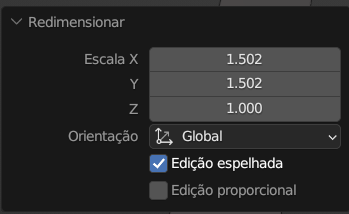 Redimensionar
Escala X 1.502
Y 1.502
Z 1.000
Orientação Global
Edição espelhada
Edição proporcional